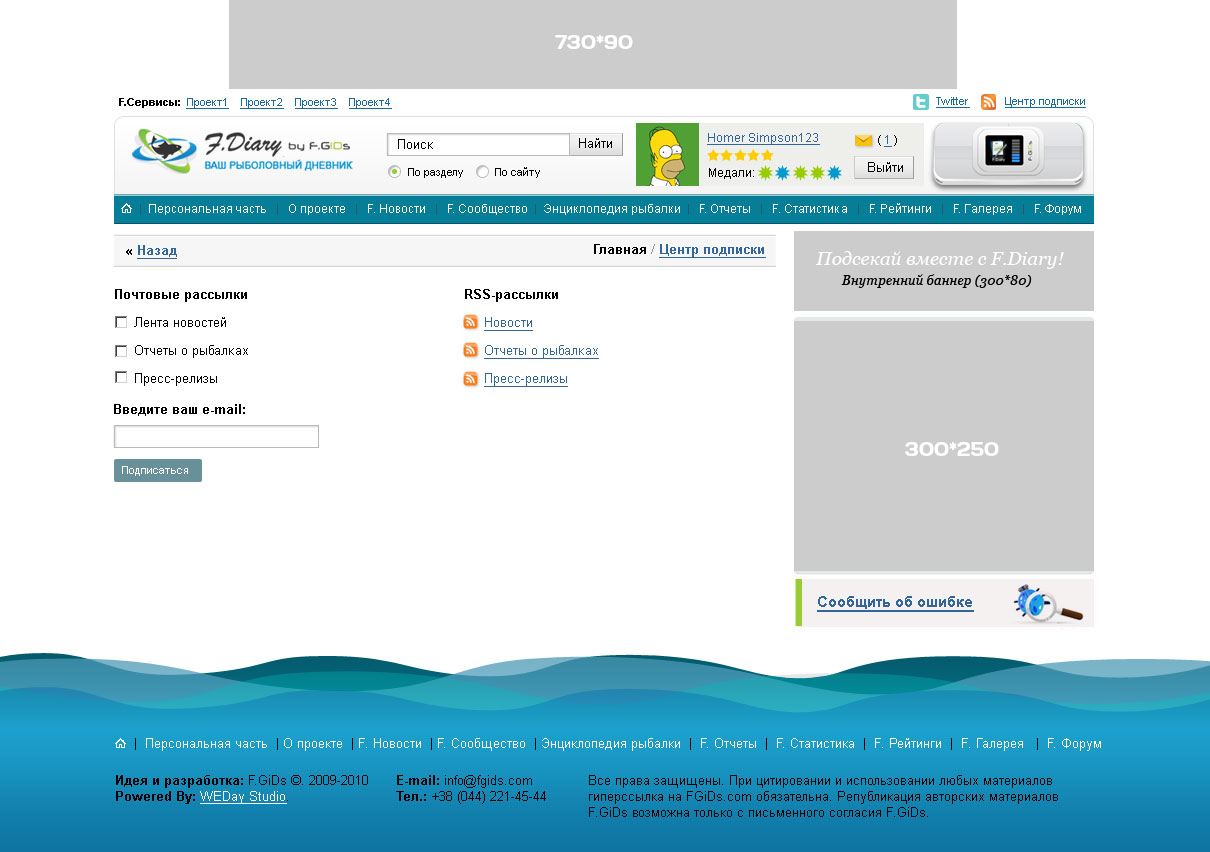 730*90
F.Сервисы: Проект1 Проект2 Проект3 Проект4
Twitter Центр подписки
F.Diary by F.GiDs
ВАШ РЫБОЛОВНЫЙ ДНЕВНИК
Поиск Найти
По разделу По сайту
Homer Simpson123
(1)
Медали:
Выйти
Персональная часть | О проекте | F. Новости | F. Сообщество | Энциклопедия рыбалки | F. Отчеты | F. Статистика | F. Рейтинги | F. Галерея | F. Форум
« Назад
Главная / Центр подписки
Почтовые рассылки
Лента новостей
Отчеты о рыбалках
Пресс-релизы
Введите ваш e-mail:
Подписаться
RSS-рассылки
Новости
Отчеты о рыбалках
Пресс-релизы
Подсекай вместе с F.Diary!
Внутренний баннер (300*80)
300*250
Сообщить об ошибке
| Персональная часть | О проекте | F. Новости | F. Сообщество | Энциклопедия рыбалки | F. Отчеты | F. Статистика | F. Рейтинги | F. Галерея | F. Форум
Идея и разработка: F.GiDs ©. 2009-2010
Powered By: WEDay Studio
E-mail: info@fgids.com
Тел.: +38 (044) 221-45-44
Все права защищены. При цитировании и использовании любых материалов
гиперссылка на FGiDs.com обязательна. Републикация авторских материалов
F.GiDs возможна только с письменного согласия F.GiDs.